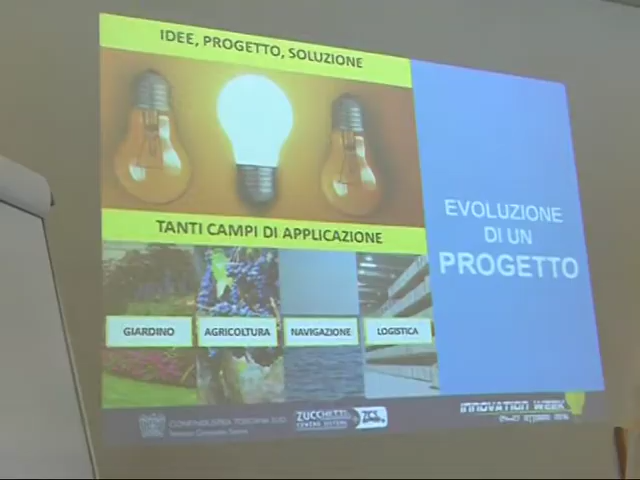 IDEE, PROGETTO, SOLUZIONE
TANTI CAMPI DI APPLICAZIONE
GIARDINO
AGRICOLTURA
NAVIGAZIONE
LOGISTICA
EVOLUZIONE
DI UN
PROGETTO
CONFINDUSTRIA TOSCANA SUD
ZUCCHETTI
CENTRO SISTEMI
ZCS
INNOVATION WEEK